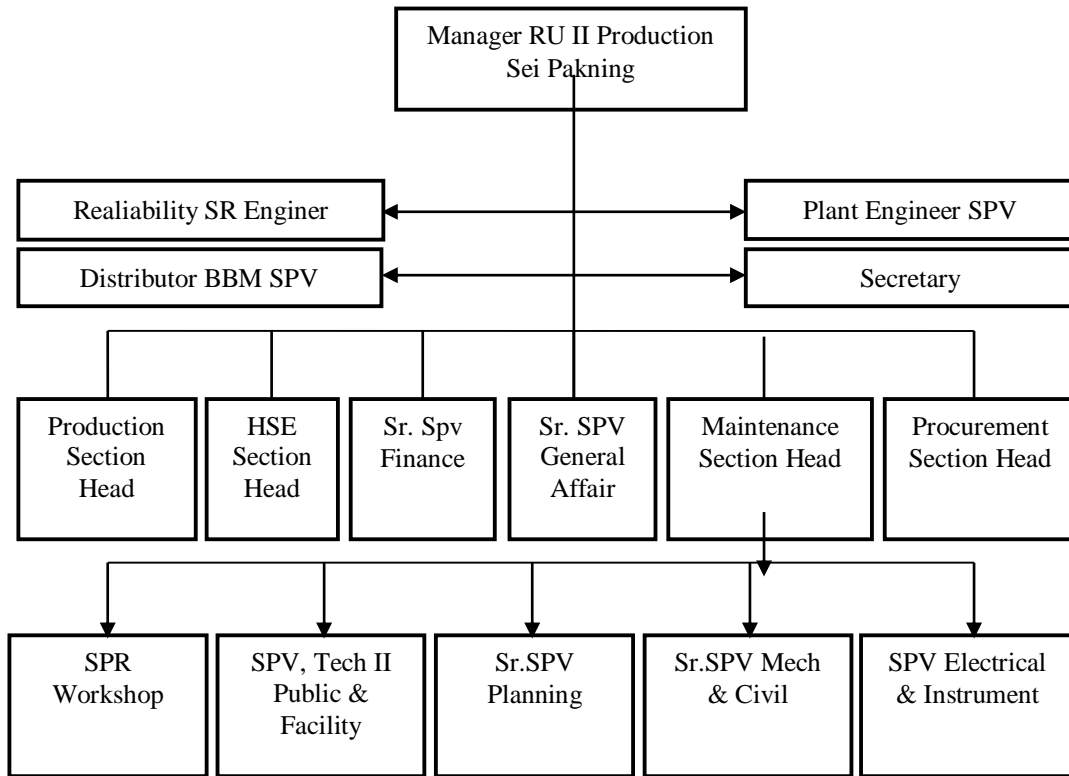 Manager RU II Production
Sei Pakning
Realiability SR Enginer
Plant Engineer SPV
Distributor BBM SPV
Secretary
Production
Section
Head
HSE
Section
Head
Sr. Spv
Finance
Sr. SPV
General
Affair
Maintenance
Section Head
Procurement
Section Head
SPR
Workshop
SPV, Tech II
Public &
Facility
Sr.SPV
Planning
Sr.SPV Mech
& Civil
SPV Electrical
& Instrument